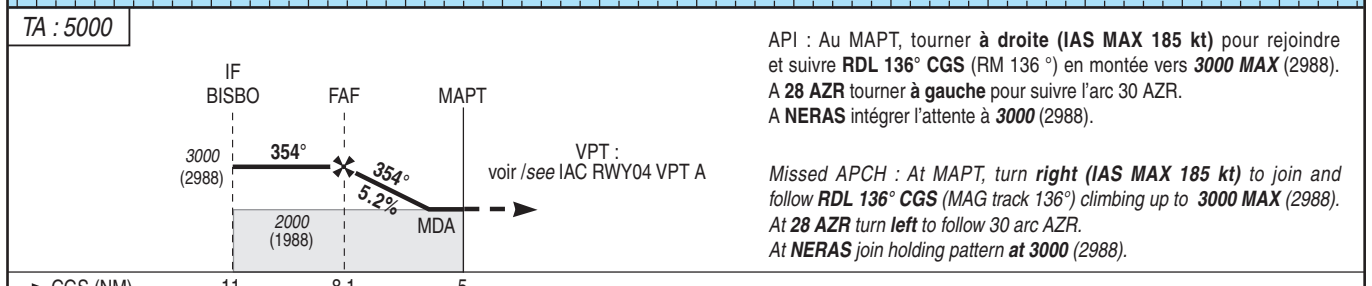 TA : 5000
IF
BISBO FAF MAPT
3000
(2988)
354°
354°
5.2%
2000
(1988)
MDA
VPT :
voir /see IAC RWY04 VPT A
API : Au MAPT, tourner à droite (IAS MAX 185 kt) pour rejoindre
et suivre RDL 136° CGS (RM 136 °) en montée vers 3000 MAX (2988).
A 28 AZR tourner à gauche pour suivre l'arc 30 AZR.
A NERAS intégrer l'attente à 3000 (2988).
Missed APCH : At MAPT, turn right (IAS MAX 185 kt) to join and
follow RDL 136° CGS (MAG track 136°) climbing up to 3000 MAX (2988).
At 28 AZR turn left to follow 30 arc AZR.
At NERAS join holding pattern at 3000 (2988).
CGS (NM) 11 8.1 5